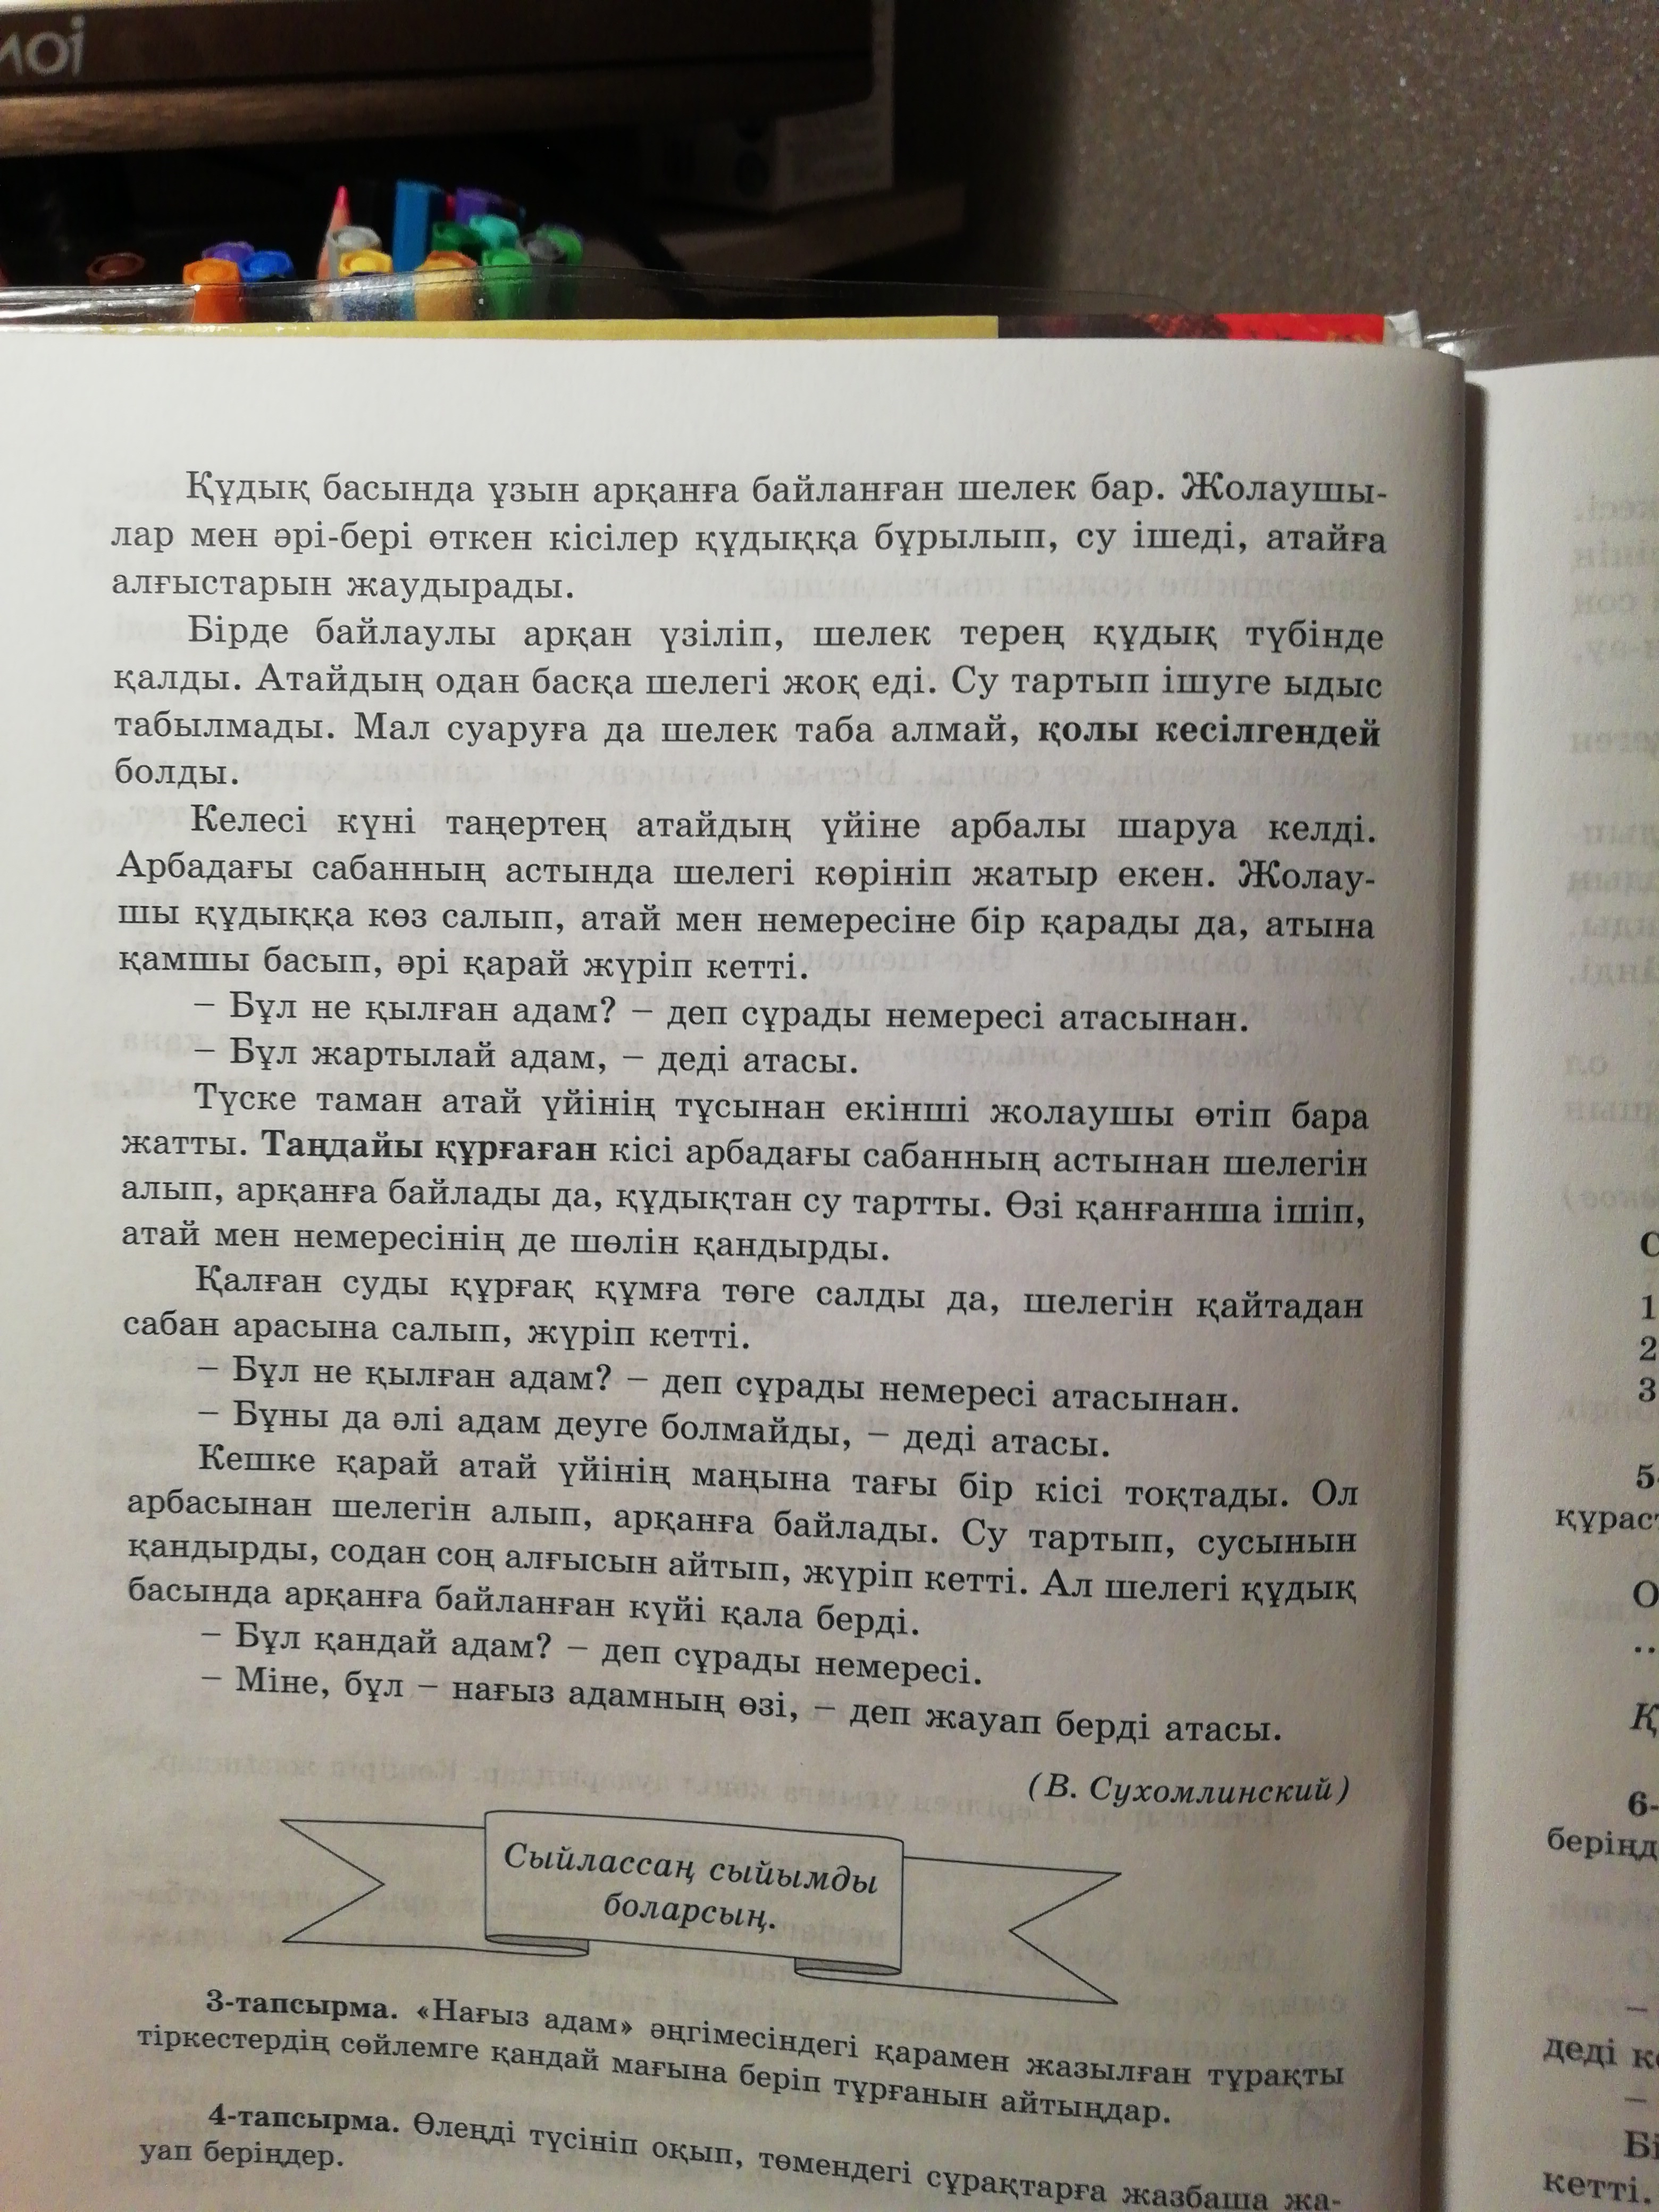 Құдық басында ұзын арқанға байланған шелек бар. Жолаушы-
лар мен әрі-бері өткен кісілер құдыққа бұрылып, су ішеді, атайға
алғыстарын жаудырады.
Бірде байлаулы арқан үзіліп, шелек терең құдық түбінде
қалды. Атайдың одан басқа шелегі жоқ еді. Су тартып ішуге ыдыс
табылмады. Мал суаруға да шелек таба алмай, қолы кесілгендей
болды.
Келесі күні таңертең атайдың үйіне арбалы шаруа келді.
Арбадағы сабанның астында шелегі көрініп жатыр екен. Жолау-
шы құдыққа көз салып, атай мен немересіне бір қарады да, атына
қамшы басып, әрі қарай жүріп кетті.
– Бұл не қылған адам? – деп сұрады немересі атасынан.
– Бұл жартылай адам, – деді атасы.
Түске таман атай үйінің тұсынан екінші жолаушы өтіп бара
жатты. Таңдайы құрғаған кісі арбадағы сабанның астынан шелегін
алып, арқанға байлады да, құдықтан су тартты. Өзі қанғанша ішіп,
атай мен немересінің де шөлін қандырды.
Қалған суды құрғақ құмға төге салды да, шелегін қайтадан
сабан арасына салып, жүріп кетті.
– Бұл не қылған адам? – деп сұрады немересі атасынан.
– Бұны да әлі адам деуге болмайды, – деді атасы.
Кешке қарай атай үйінің маңына тағы бір кісі тоқтады. Ол
арбасынан шелегін алып, арқанға байлады. Су тартып, сусынын
қандырды, содан соң алғысын айтып, жүріп кетті. Ал шелегі құдық
басында арқанға байланған күйі қала берді.
– Бұл қандай адам? – деп сұрады немересі.
– Міне, бұл – нағыз адамның өзі, – деп жауап берді атасы.
(В. Сухомлинский)
Сыйлассаң сыйымды
боларсың.
3-тапсырма. «Нағыз адам» әңгімесіндегі қарамен жазылған тұрақты
тіркестердің сөйлемге қандай мағына беріп тұрғанын айтыңдар.
4-тапсырма. Өлеңді түсініп оқып, төмендегі сұрақтарға жазбаша жа-
уап беріңдер.
1
2
3
деді
Бі
кетті.